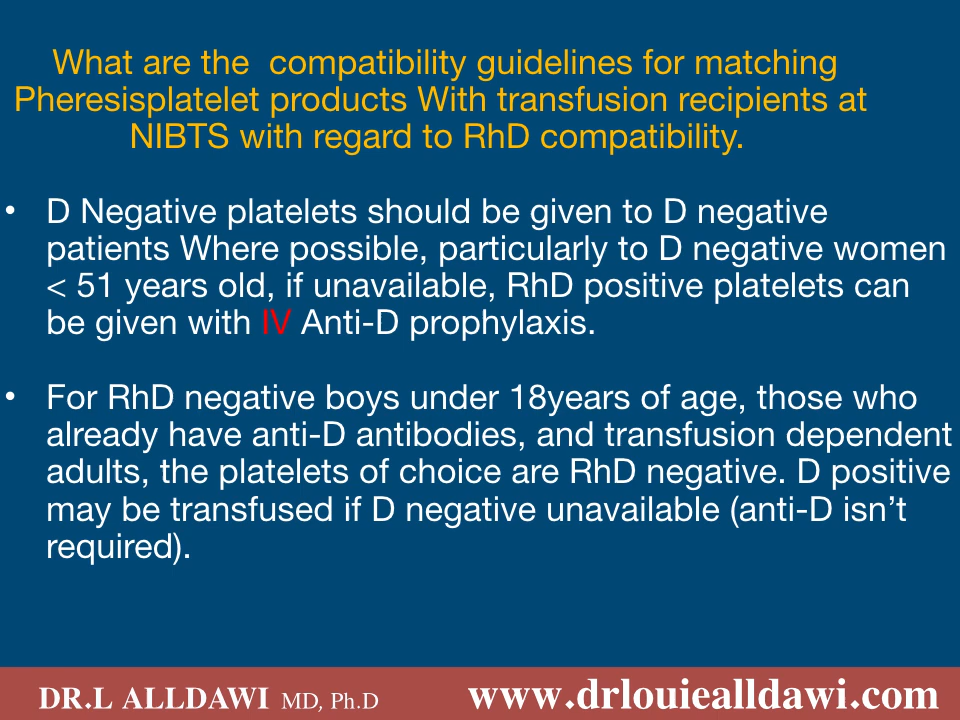 What are the  compatibility guidelines for matching
Pheresisplatelet products With transfusion recipients at
NIBTS with regard to RhD compatibility.
• D Negative platelets should be given to D negative
patients Where possible, particularly to D negative women
< 51 years old, if unavailable, RhD positive platelets can
be given with IV Anti-D prophylaxis.
• For RhD negative boys under 18years of age, those who
already have anti-D antibodies, and transfusion dependent
adults, the platelets of choice are RhD negative. D positive
may be transfused if D negative unavailable (anti-D isn’t
required).
DR.L ALLDAWI MD, Ph.D www.drlouiealldawi.com